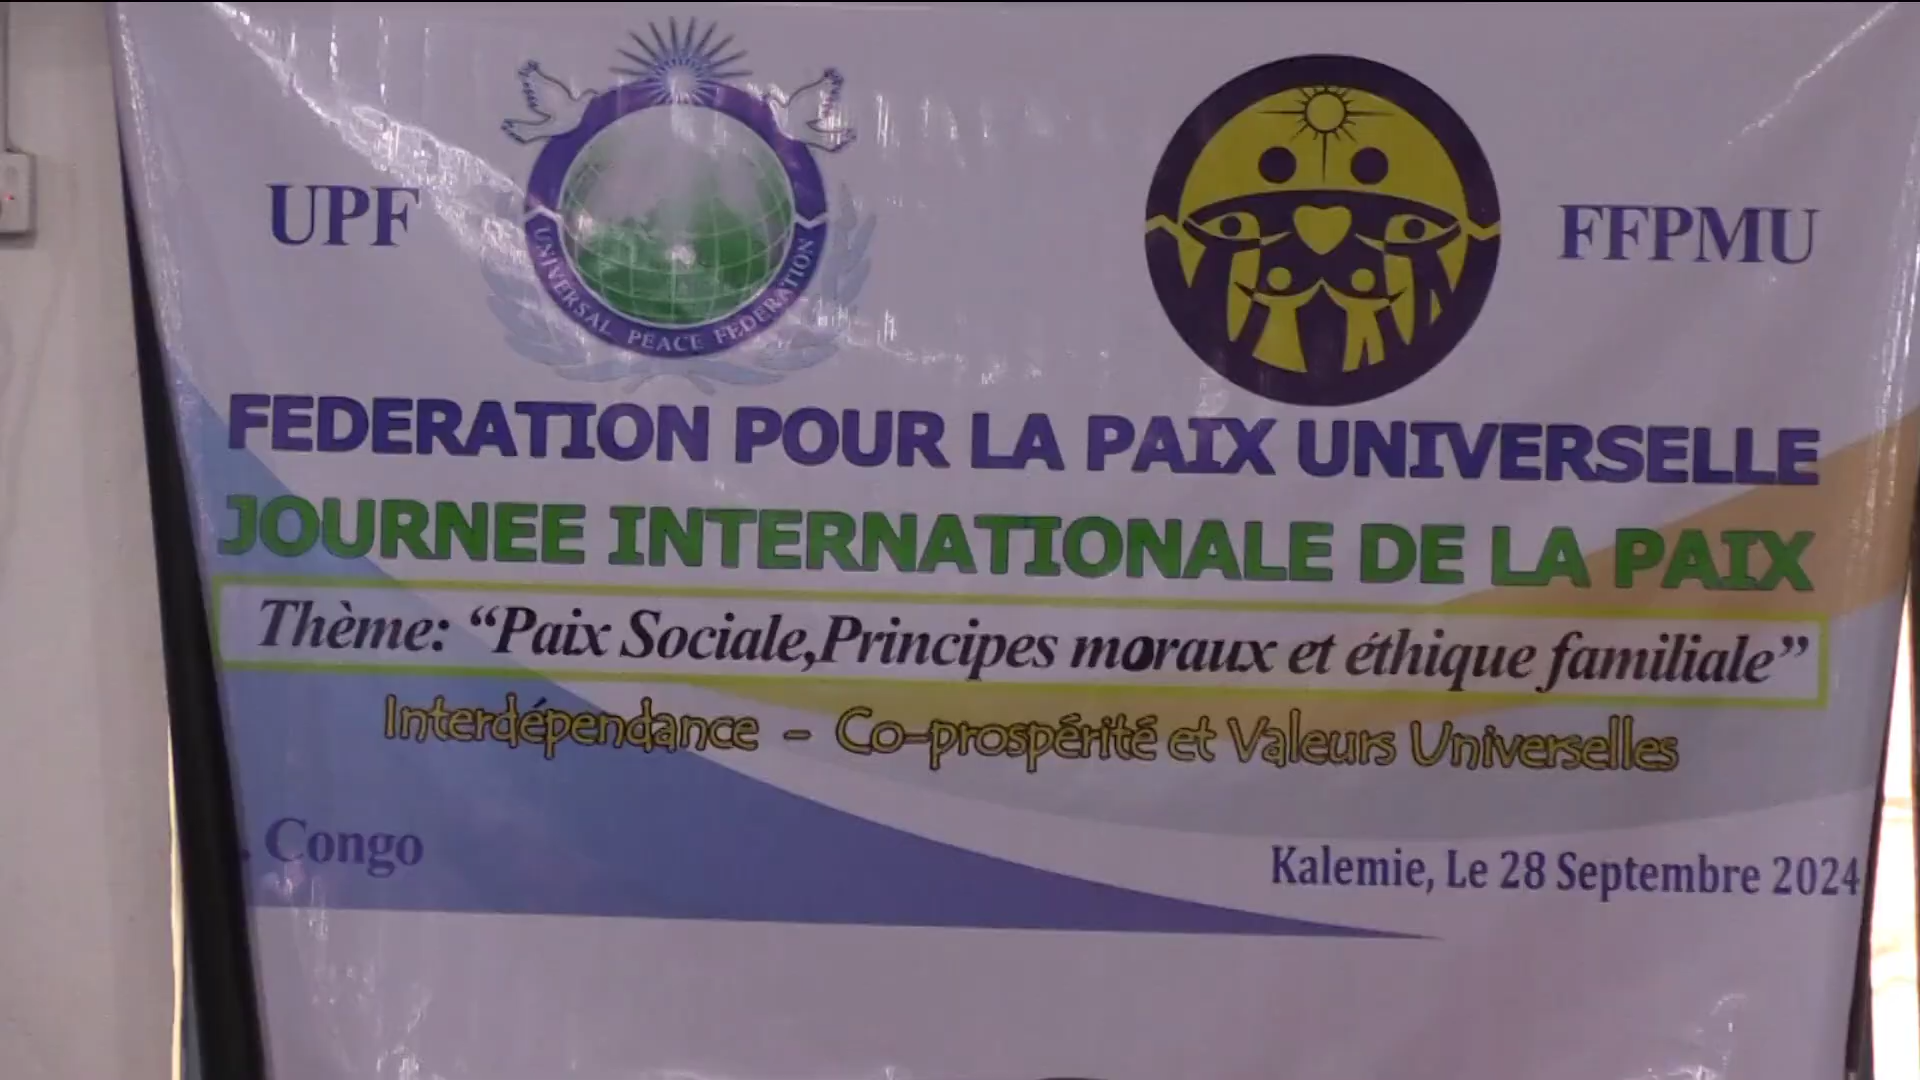 UPF
UNIVERSAL PEACE FEDERATION
FFPMU
FEDERATION POUR LA PAIX UNIVERSELLE
JOURNEE INTERNATIONALE DE LA PAIX
Thème: “Paix Sociale,Principes moraux et éthique familiale”
Interdépendance - Co-prospérité et Valeurs Universelles
. Congo
Kalemie, Le 28 Septembre 2024